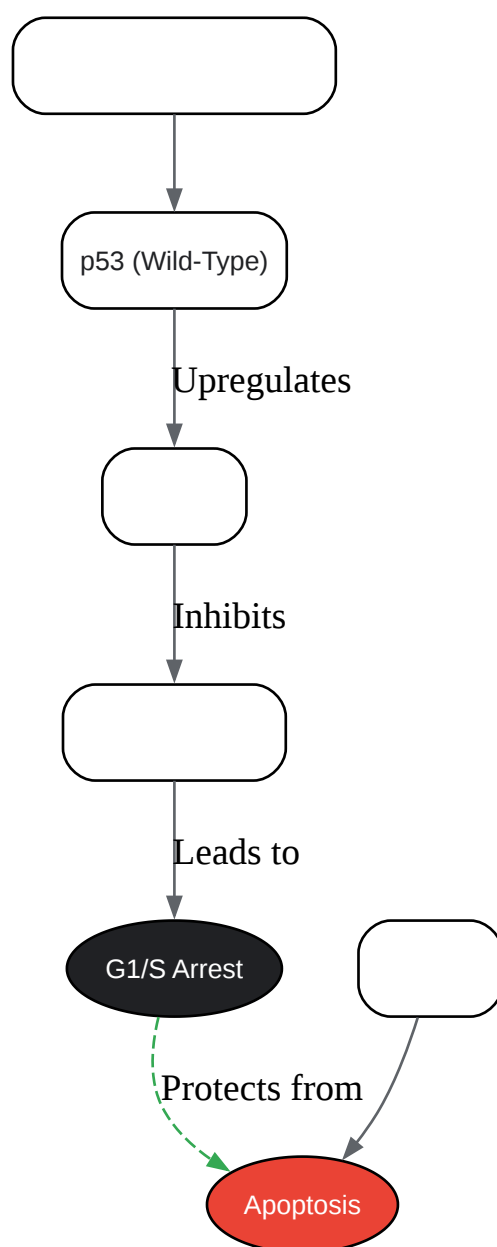 p53 (Wild-Type)
Upregulates
Inhibits
Leads to
G1/S Arrest
Protects from
Apoptosis